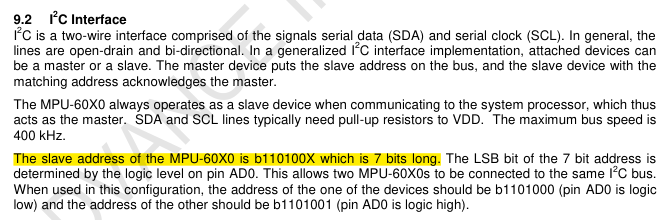 9.2 I2C Interface
I2C is a two-wire interface comprised of the signals serial data (SDA) and serial clock (SCL). In general, the
lines are open-drain and bi-directional. In a generalized I2C interface implementation, attached devices can
be a master or a slave. The master device puts the slave address on the bus, and the slave device with the
matching address acknowledges the master.
The MPU-60X0 always operates as a slave device when communicating to the system processor, which thus
acts as the master. SDA and SCL lines typically need pull-up resistors to VDD. The maximum bus speed is
400 kHz.
The slave address of the MPU-60X0 is b110100X which is 7 bits long. The LSB bit of the 7 bit address is
determined by the logic level on pin AD0. This allows two MPU-60X0s to be connected to the same I2C bus.
When used in this configuration, the address of the one of the devices should be b1101000 (pin AD0 is logic
low) and the address of the other should be b1101001 (pin AD0 is logic high).